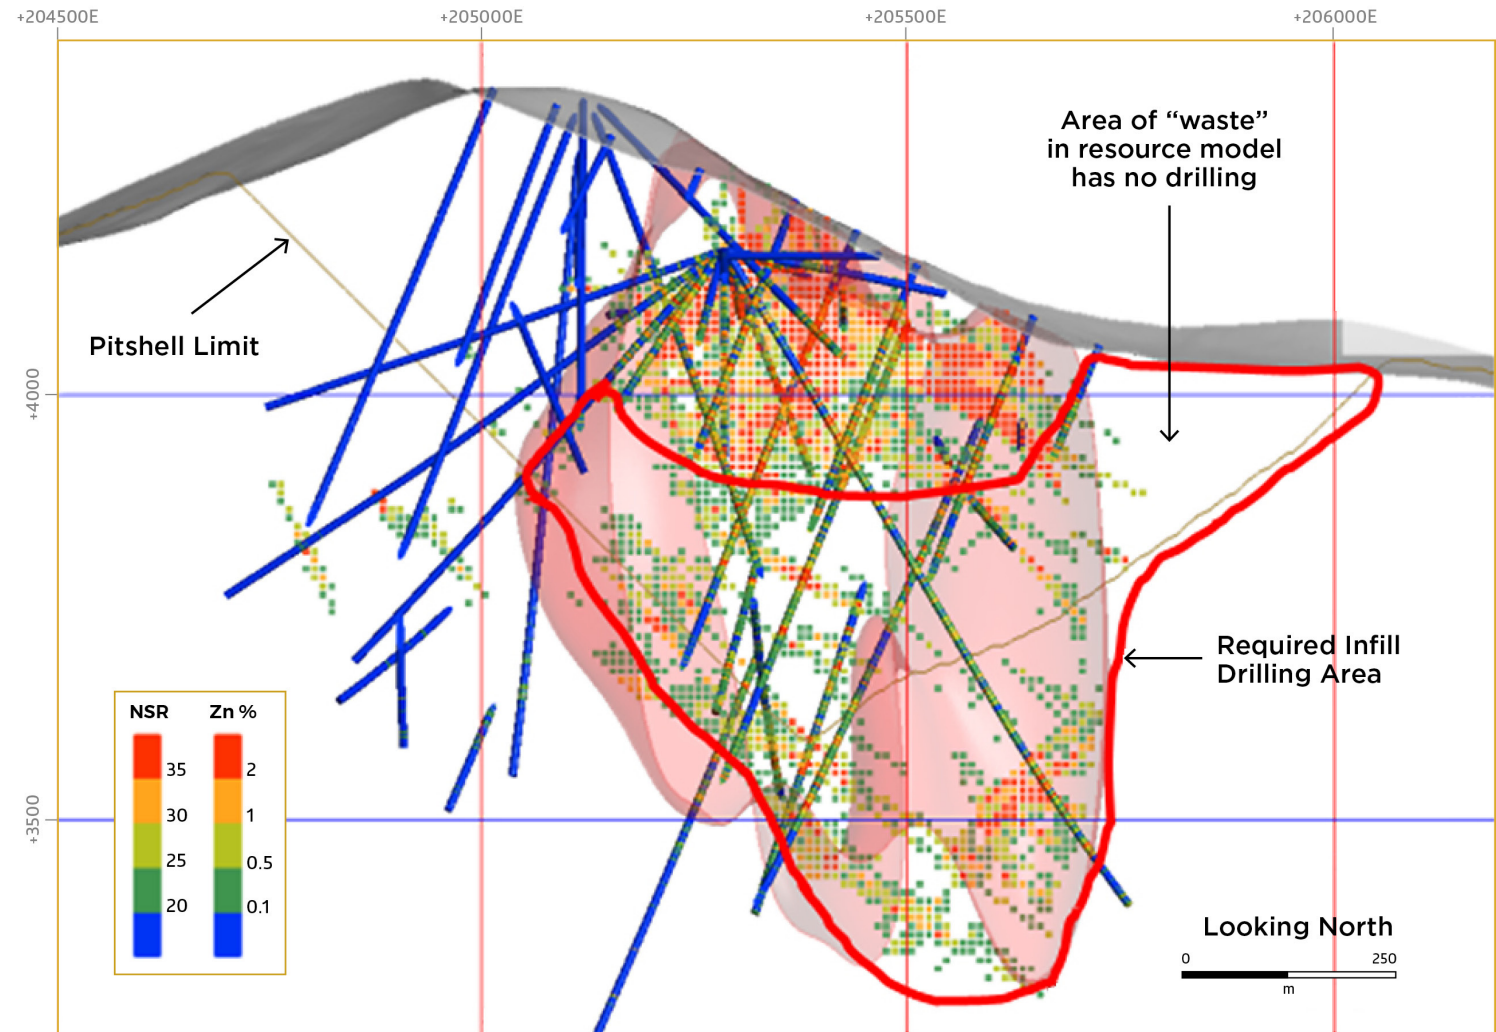 +204500E
+205000E
+205500E
+206000E
Area of “waste”
in resource model
has no drilling
Pitshell Limit
+4000
Required Infill
Drilling Area
NSR Zn %
35 2
30 1
25 0.5
20 0.1
+3500
Looking North
0 250
m